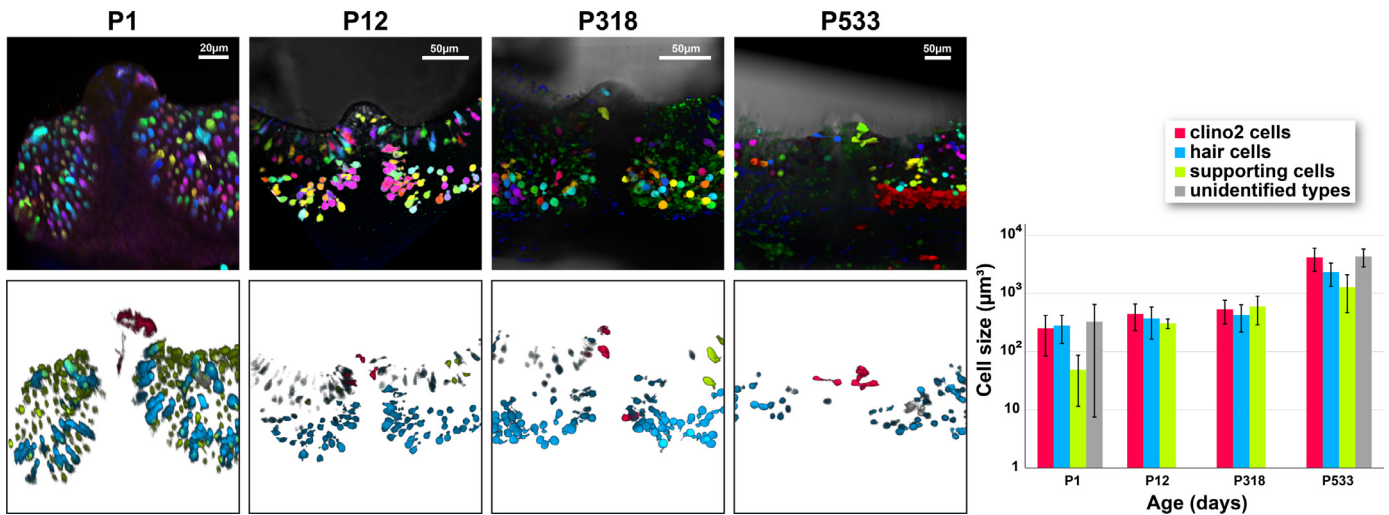 P1
P12
P318
P533
20µm
50µm
50µm
50µm
clino2 cells
hair cells
supporting cells
unidentified types
Cell size (µm³)
10⁴
10³
10²
10
1
P1
P12
P318
P533
Age (days)